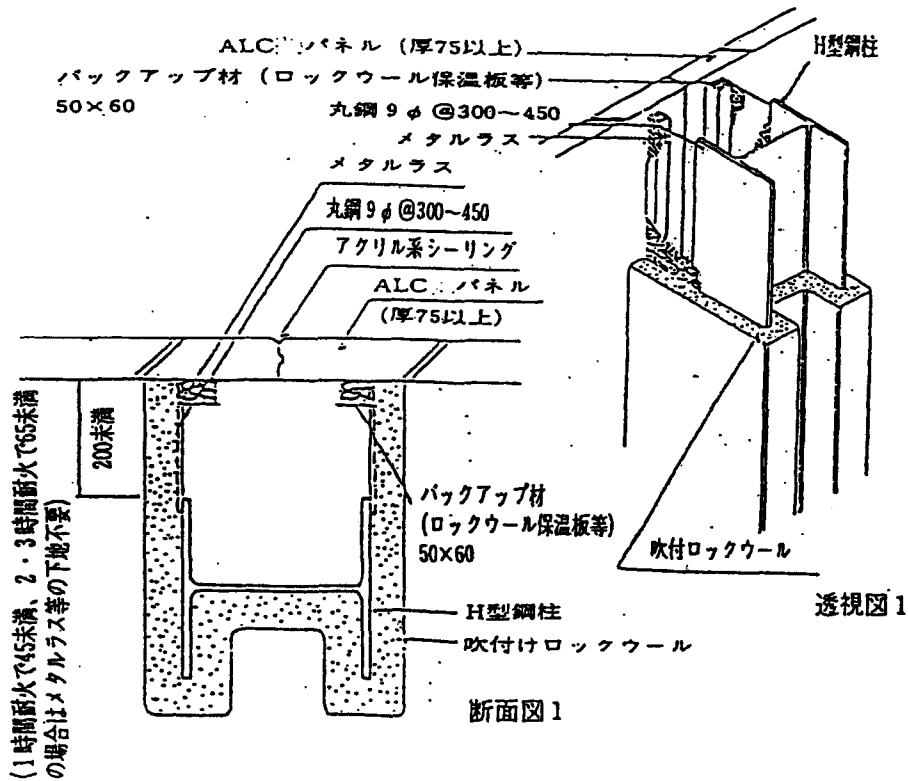 ALC パネル (厚75以上)
バックアップ材 (ロックウール保温板等)
50×60
丸鋼 9 φ @300〜450
メタルラス
H型鋼柱
メタルラス
丸鋼 9 φ @300〜450
アクリル系シーリング
ALC パネル
(厚75以上)
200未満
(1時間耐火で45未満、2・3時間耐火で65未満
の場合はメタルラス等の下地不要)
バックアップ材
(ロックウール保温板等)
50×60
H型鋼柱
吹付けロックウール
断面図1
吹付ロックウール
透視図1